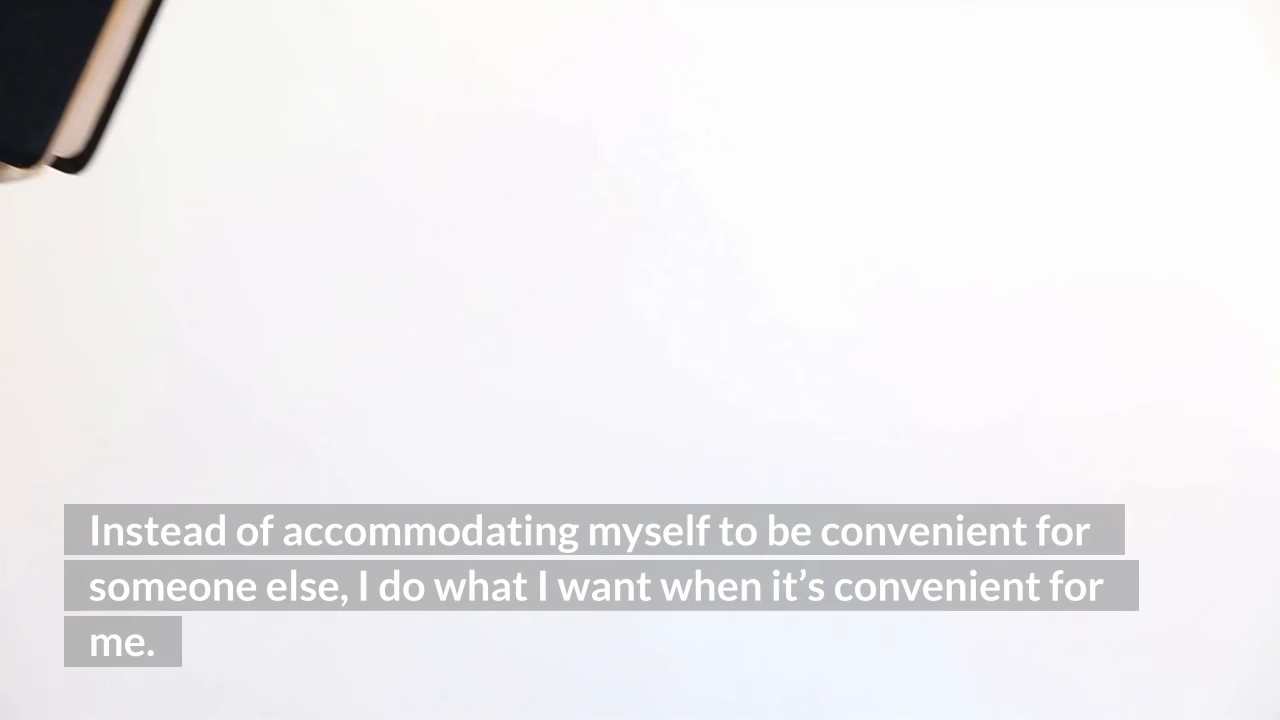 Instead of accommodating myself to be convenient for
someone else, I do what I want when it’s convenient for
me.